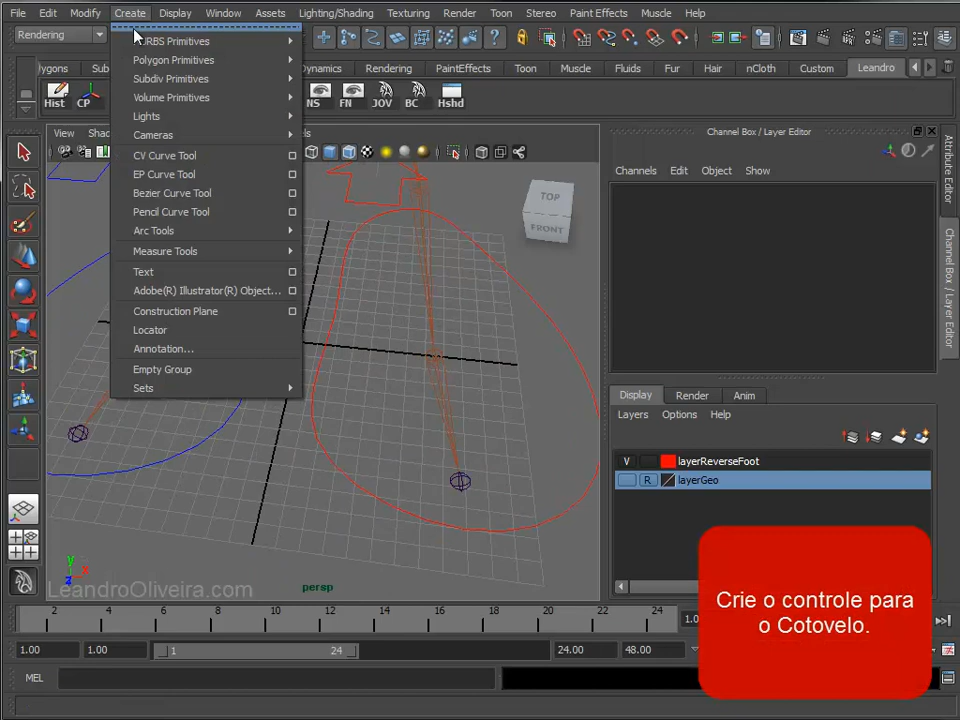 File Edit Modify Create Display Window Assets Lighting/Shading Texturing Render Toon Stereo Paint Effects Muscle Help
Rendering
Dynamics Rendering PaintEffects Toon Muscle Fluids Fur Hair nCloth Custom Leandro
Hist CP NS FN JOV BC Hshd
View
Polygon Primitives
Subdiv Primitives
Volume Primitives
Lights
Cameras
CV Curve Tool
EP Curve Tool
Bezier Curve Tool
Pencil Curve Tool
Arc Tools
Measure Tools
Text
Adobe(R) Illustrator(R) Object...
Construction Plane
Locator
Annotation...
Empty Group
Sets
TOP
FRONT
persp
LeandroOliveira.com
Channel Box / Layer Editor
Channels Edit Object Show
Channel Box / Layer Editor
Display Render Anim
Layers Options Help
V layerReverseFoot
R layerGeo
Crie o controle para
o Cotovelo.
2 4 6 8 10 12 14 16 18 20 22 24
1.00 1.00 1 24 24.00 48.00
MEL